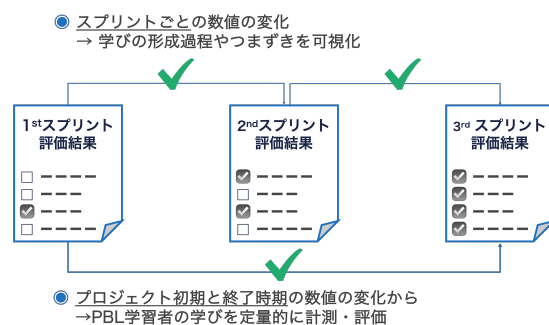 スプリントごとの数値の変化
→ 学びの形成過程やつまずきを可視化
1stスプリント
評価結果
2ndスプリント
評価結果
3rd スプリント
評価結果
プロジェクト初期と終了時期の数値の変化から
→PBL学習者の学びを定量的に計測・評価